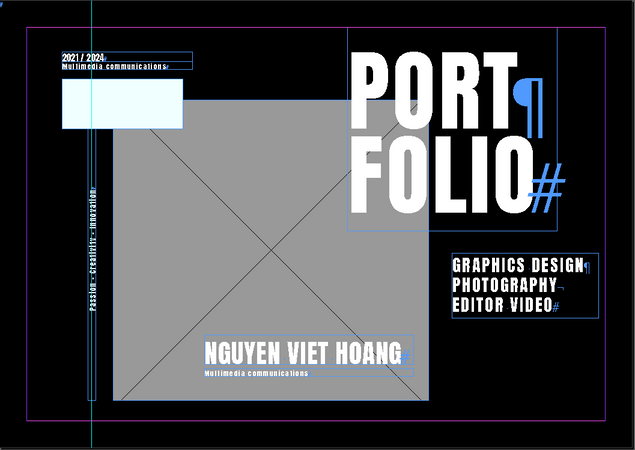 2021 / 2024
Multimedia communications
PORT
FOLIO
Passion - Creativity - Innovation
GRAPHICS DESIGN
PHOTOGRAPHY
EDITOR VIDEO
NGUYEN VIET HOANG
Multimedia communications